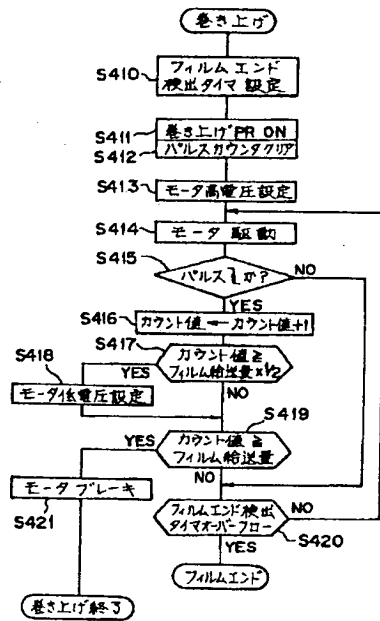 巻き上げ
S410
フィルムエンド
検出タイマ設定
S411
巻き上げPR ON
S412
パルスカウンタクリア
S413
モータ高電圧設定
S414
モータ駆動
S415
パルス か?
NO
YES
S416
カウント値 ← カウント値+1
S417
カウント値≧
フィルム給送量×1/2
S418
YES
NO
モータ低電圧設定
S419
YES
カウント値≧
フィルム給送量
NO
モータブレーキ
S421
フィルムエンド検出
タイマオーバーフロー
NO
S420
YES
フィルムエンド
巻き上げ終了